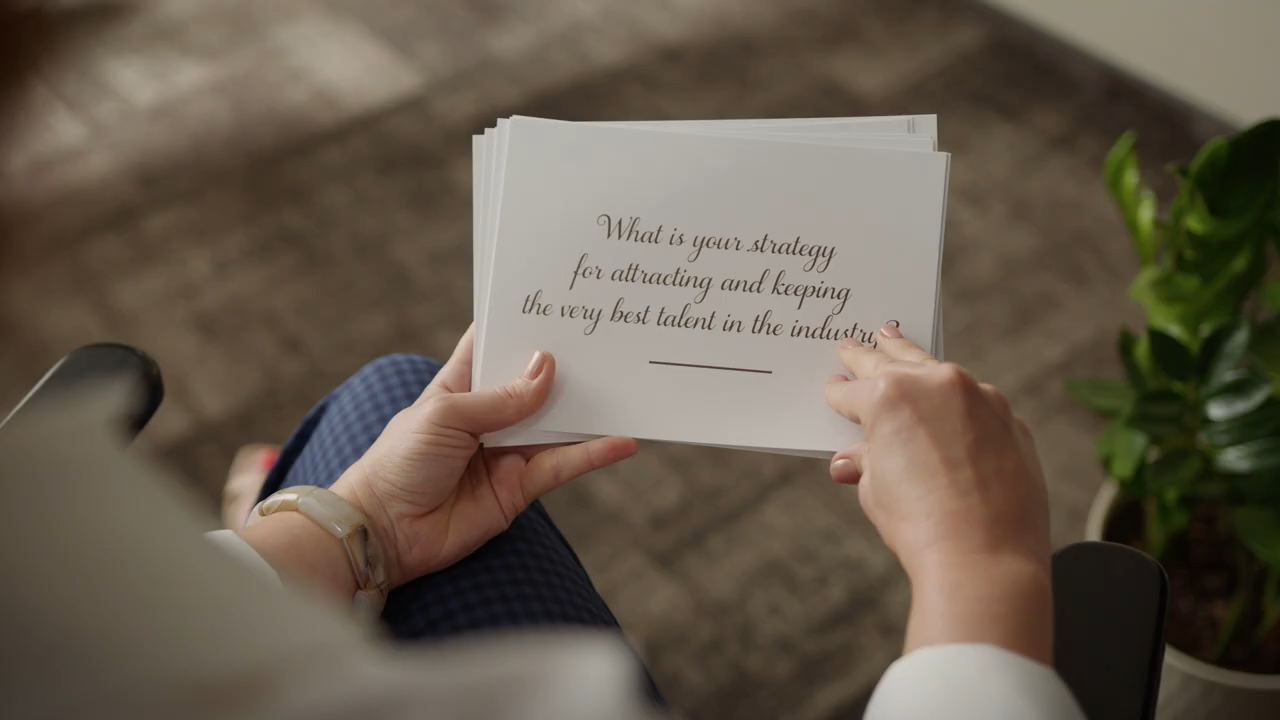 What is your strategy
for attracting and keeping
the very best talent in the industry?